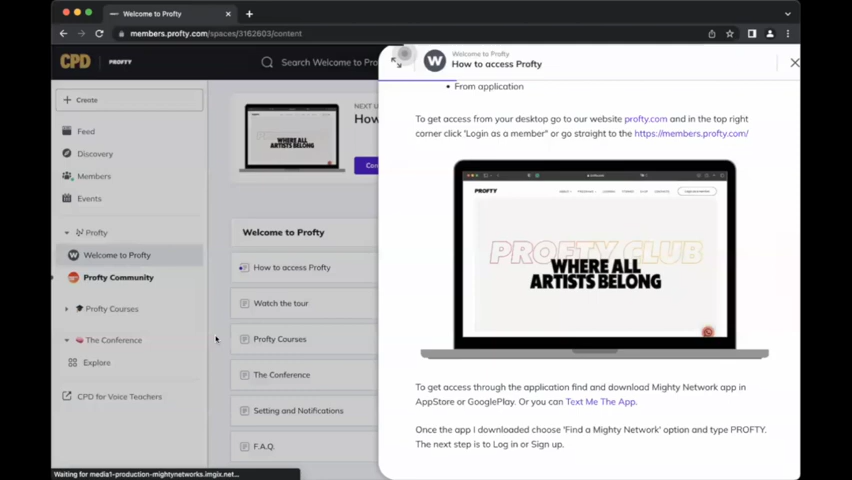 Welcome to Profty
members.profty.com/spaces/3162603/content
CPD PROFTY
Search Welcome to Pro
Create
Feed
Discovery
Members
Events
Profty
Welcome to Profty
Profty Community
Profty Courses
The Conference
Explore
CPD for Voice Teachers
Waiting for media1-production-mightynetworks.imgix.net...
NEXT U
How
WHERE ALL
ARTISTS BELONG
Con
Welcome to Profty
How to access Profty
Watch the tour
Profty Courses
The Conference
Setting and Notifications
F.A.Q.
Welcome to Profty
How to access Profty
• From application
To get access from your desktop go to our website profty.com and in the top right
corner click 'Login as a member" or go straight to the https://members.profty.com/
PROFTY
PROFTY CLUB
WHERE ALL
ARTISTS BELONG
To get access through the application find and download Mighty Network app in
AppStore or GooglePlay. Or you can Text Me The App.
Once the app I downloaded choose 'Find a Mighty Network' option and type PROFTY.
The next step is to Log in or Sign up.